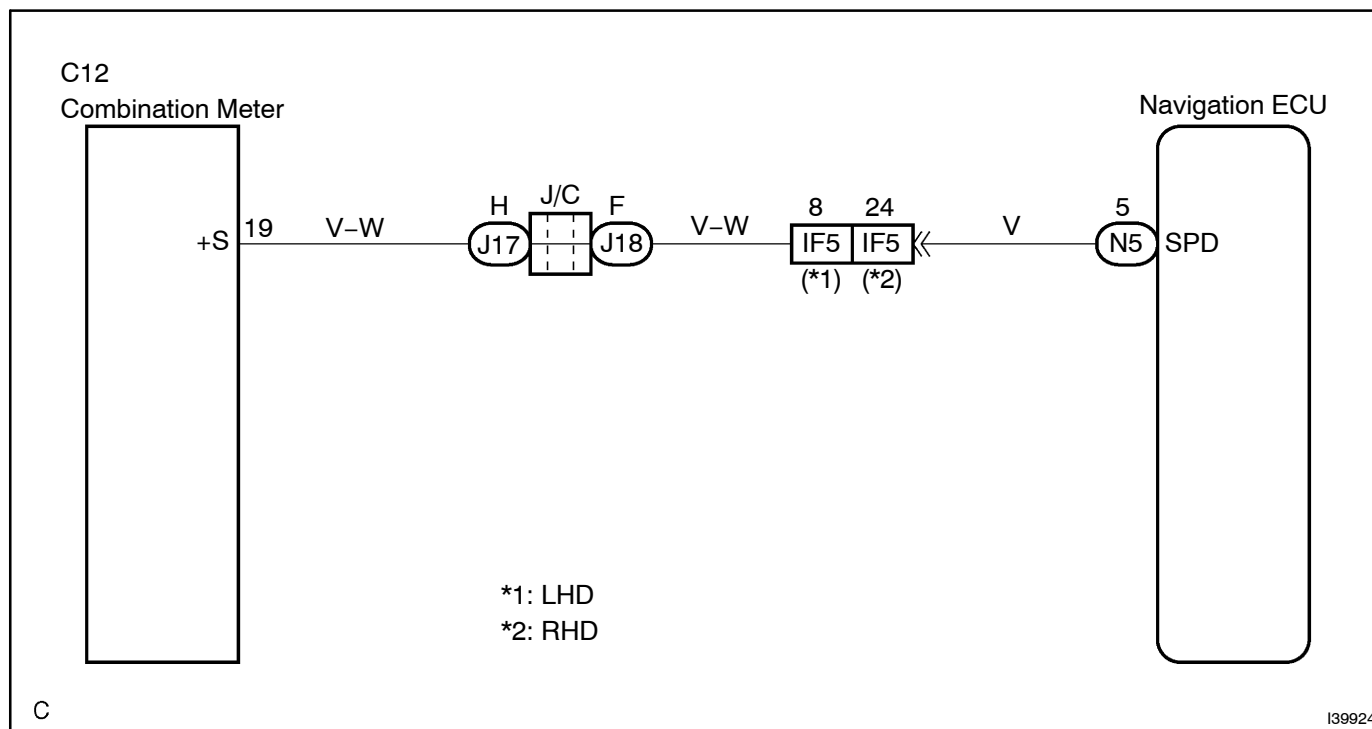 C12
Combination Meter
Navigation ECU
H J/C F 8 24 5
+S 19 V–W J17 J18 V–W IF5 IF5 V N5 SPD
(*1) (*2)
*1: LHD
*2: RHD
C
I39924